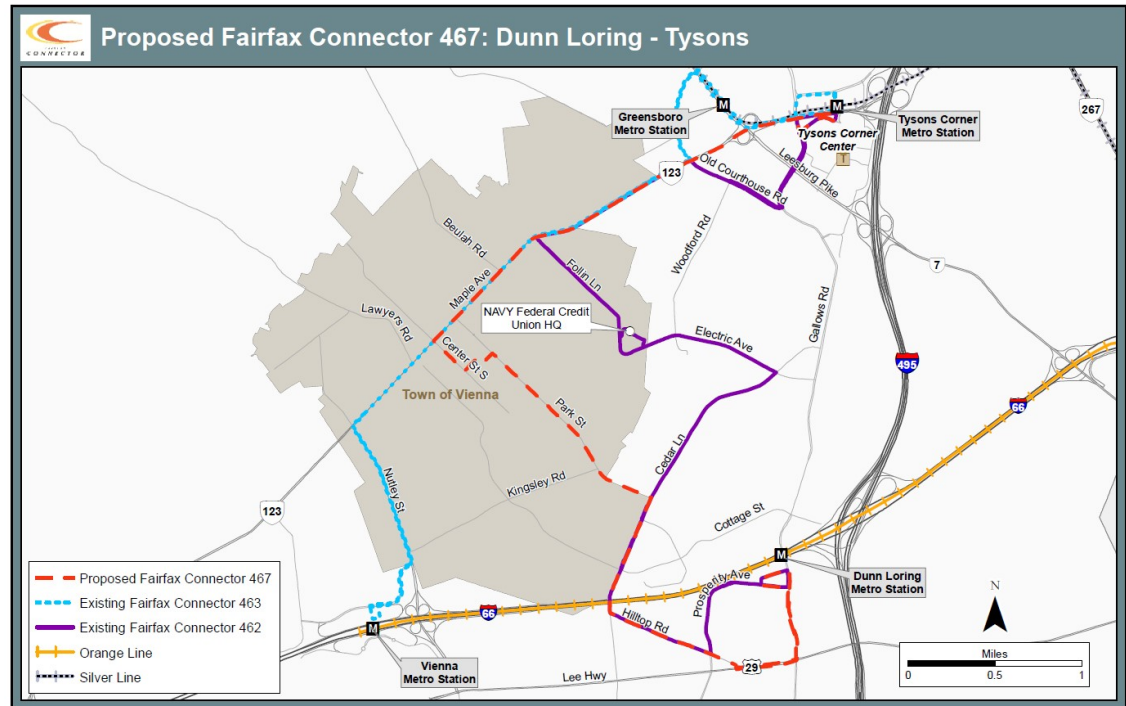 CONNECTOR
Proposed Fairfax Connector 467: Dunn Loring - Tysons
267
Greensboro
Metro Station
Tysons Corner
Metro Station
Tysons Corner
Center
T
M
M
123
Old Courthouse Rd
Leesburg Pike
Beulah Rd
Woodford Rd
7
Maple Ave
Follin Ln
Lawyers Rd
NAVY Federal Credit
Union HQ
Electric Ave
Gallows Rd
495
66
Center St S
Town of Vienna
Park St
Cedar Ln
Nutley St
Kingsley Rd
123
Cottage St
M
Dunn Loring
Metro Station
Prosperity Ave
Hilltop Rd
66
M
Vienna
Metro Station
Lee Hwy
29
Proposed Fairfax Connector 467
Existing Fairfax Connector 463
Existing Fairfax Connector 462
Orange Line
Silver Line
N
Miles
0 0.5 1